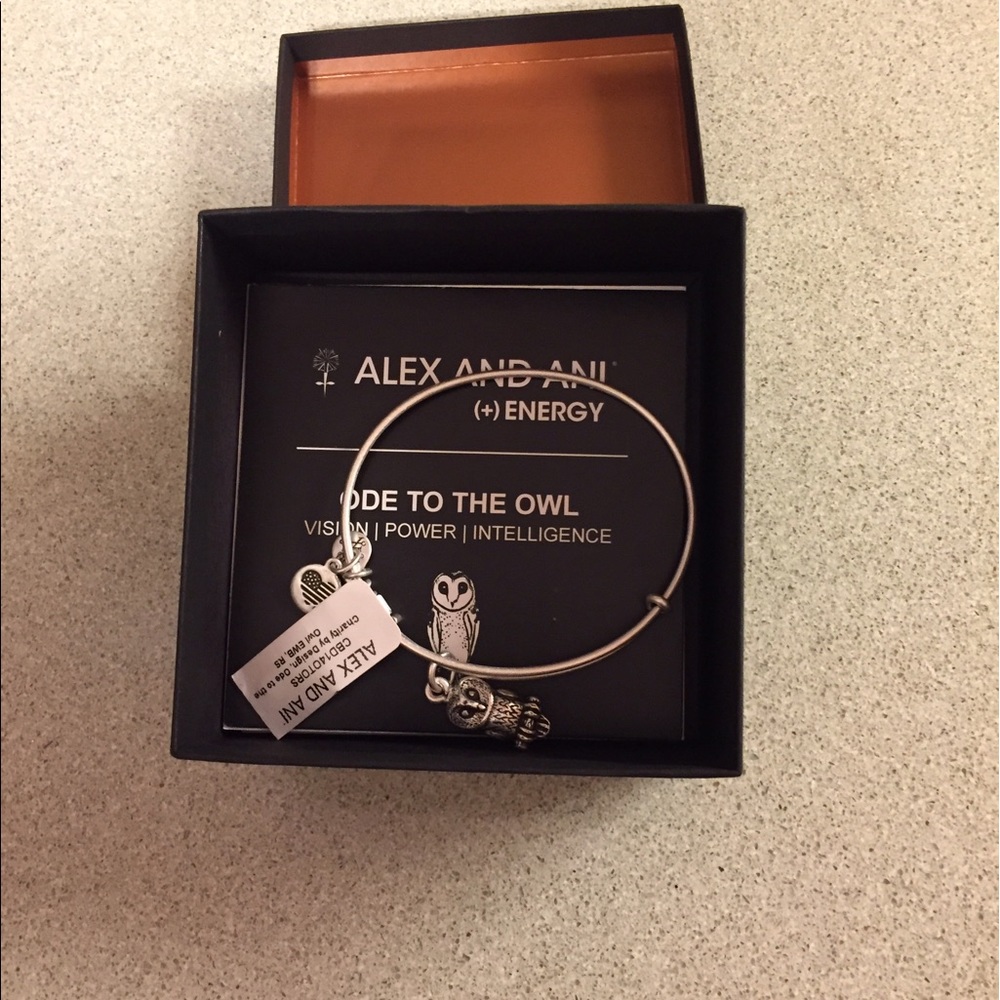 ALEX AND ANI
(+) ENERGY
ODE TO THE OWL
VISION | POWER | INTELLIGENCE
ALEX AND ANI
CBD14OTORS
Charity by Design, Ode to the
Owl EWB, RS